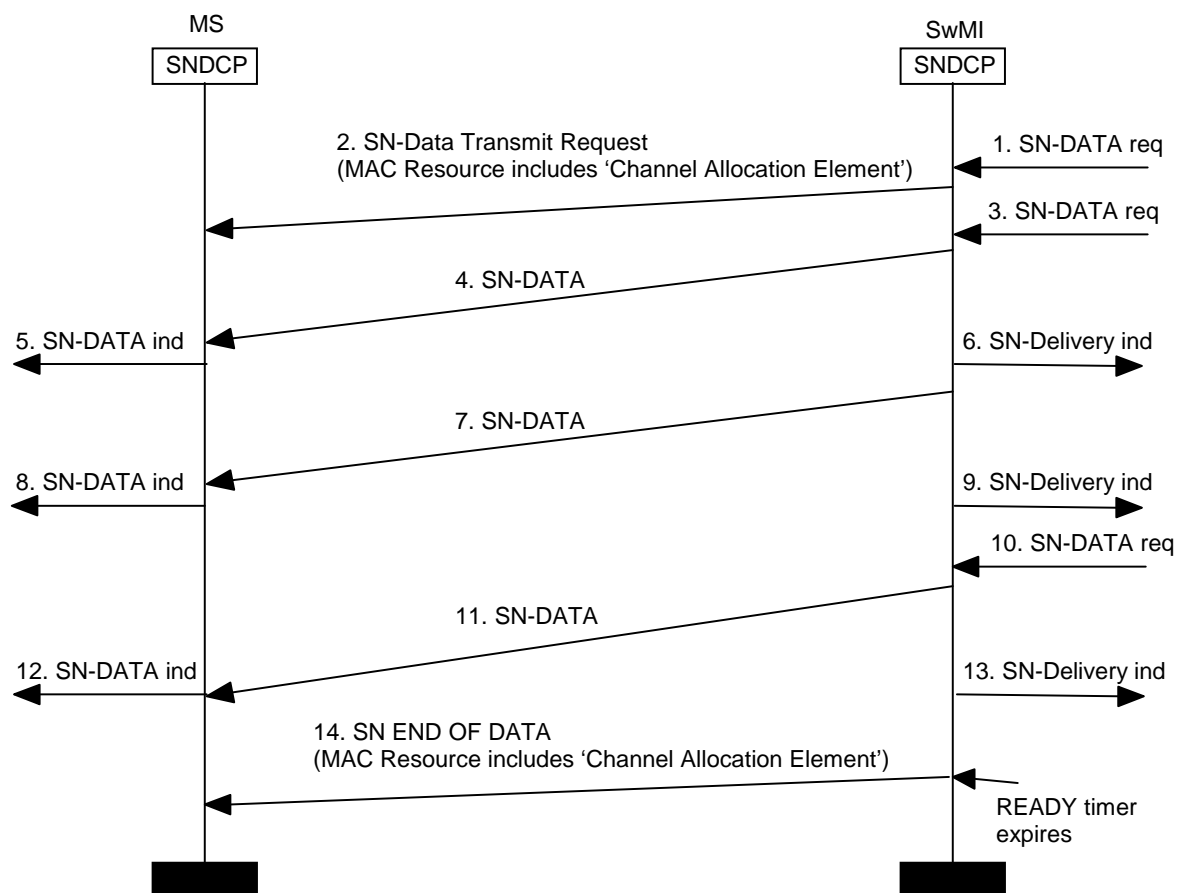 MS
SwMI
SNDCP
SNDCP
2. SN-Data Transmit Request
(MAC Resource includes ‘Channel Allocation Element’)
1. SN-DATA req
3. SN-DATA req
4. SN-DATA
5. SN-DATA ind
6. SN-Delivery ind
7. SN-DATA
8. SN-DATA ind
9. SN-Delivery ind
10. SN-DATA req
11. SN-DATA
12. SN-DATA ind
13. SN-Delivery ind
14. SN END OF DATA
(MAC Resource includes ‘Channel Allocation Element’)
READY timer
expires